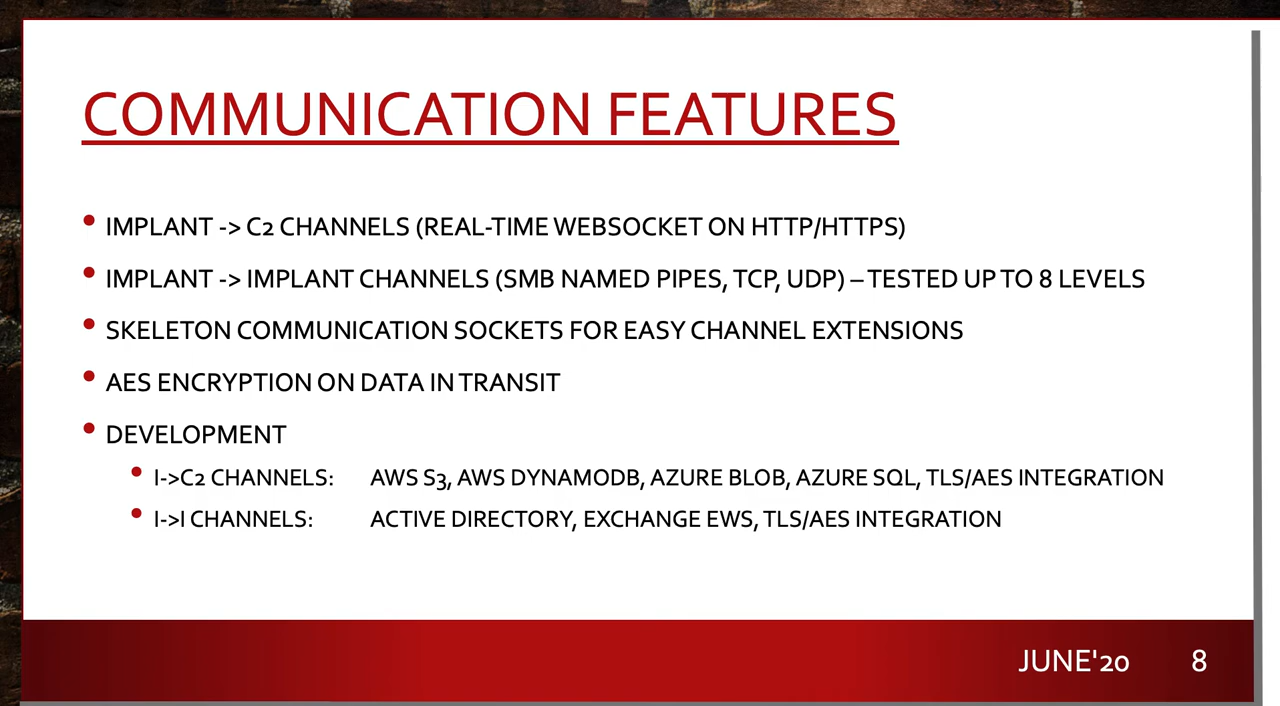 COMMUNICATION FEATURES
• IMPLANT -> C2 CHANNELS (REAL-TIME WEBSOCKET ON HTTP/HTTPS)
• IMPLANT -> IMPLANT CHANNELS (SMB NAMED PIPES, TCP, UDP) – TESTED UP TO 8 LEVELS
• SKELETON COMMUNICATION SOCKETS FOR EASY CHANNEL EXTENSIONS
• AES ENCRYPTION ON DATA IN TRANSIT
• DEVELOPMENT
• I->C2 CHANNELS: AWS S3, AWS DYNAMODB, AZURE BLOB, AZURE SQL, TLS/AES INTEGRATION
• I->I CHANNELS: ACTIVE DIRECTORY, EXCHANGE EWS, TLS/AES INTEGRATION
JUNE'20 8